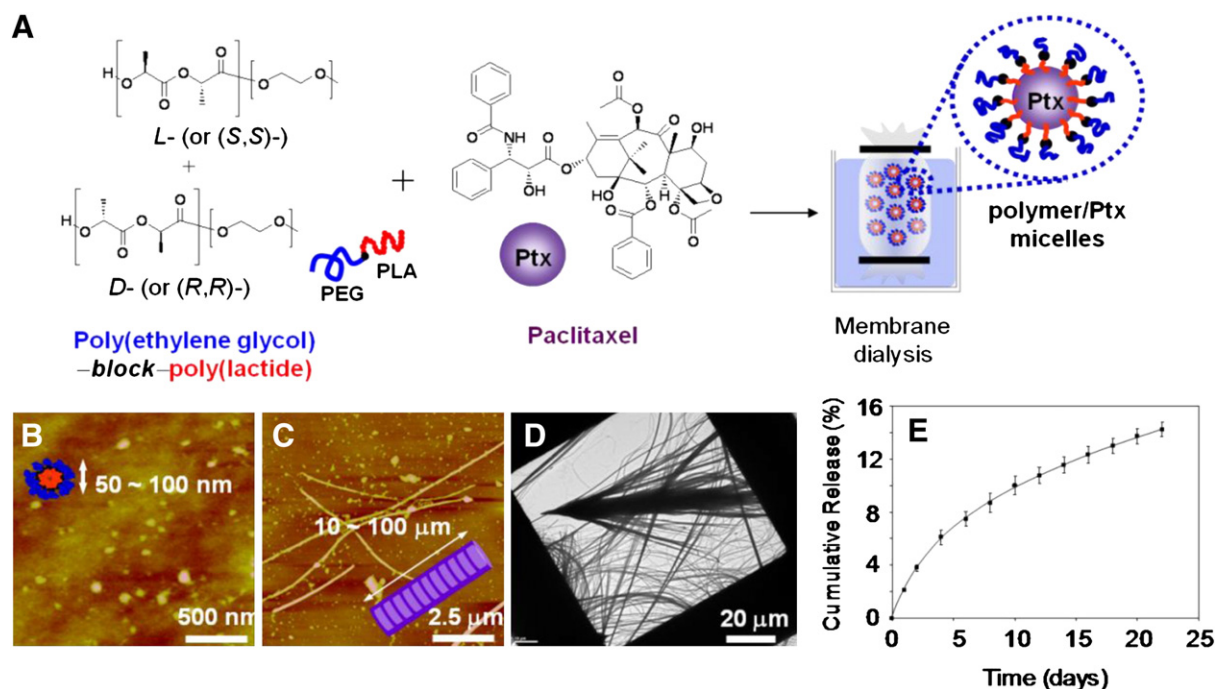 A
H
O
O
O
O
O
O
L- (or (S,S)-)
+
H
O
O
O
O
O
O
D- (or (R,R)-)
PEG
PLA
Poly(ethylene glycol)
–block–poly(lactide)
+
O
NH
O
O
OH
O
O
O
OH
HO
H
O
O
O
O
O
O
Ptx
Paclitaxel
Membrane
dialysis
Ptx
polymer/Ptx
micelles
B
50 ~ 100 nm
500 nm
C
10 ~ 100 μm
2.5 μm
D
20 μm
E
Cumulative Release (%)
16
12
8
4
0
0 5 10 15 20 25
Time (days)